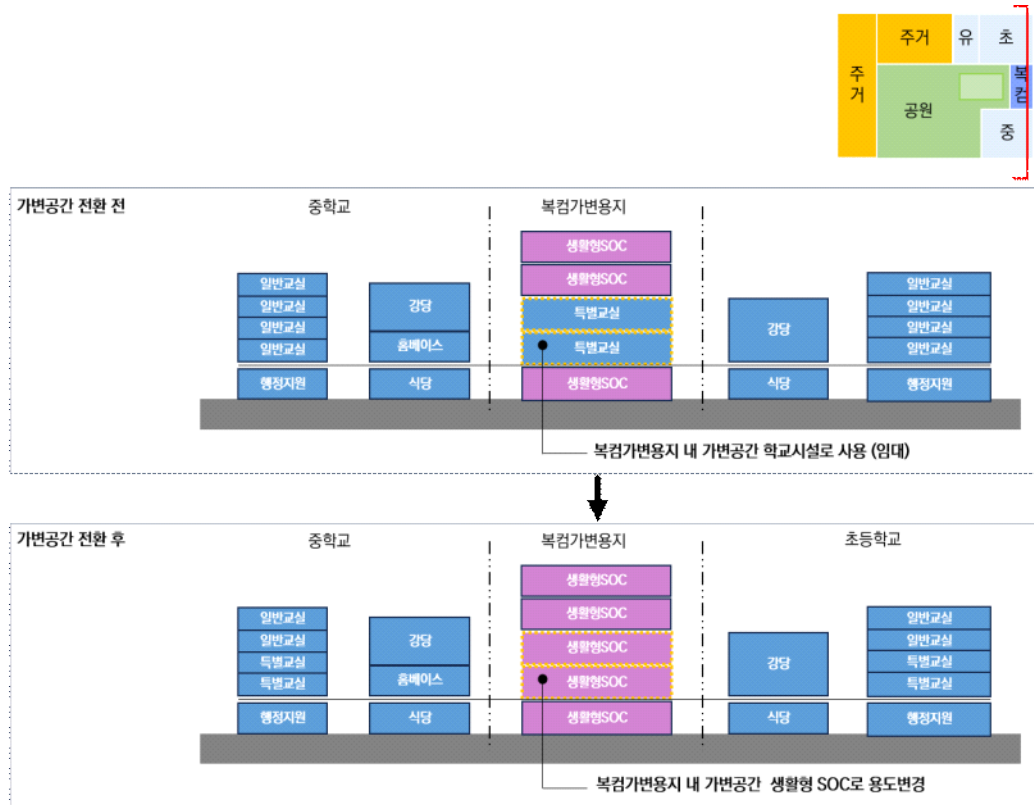 주거
유
초
주
거
복
컴
공원
중
가변공간 전환 전
중학교
복컴가변용지
생활형SOC
생활형SOC
특별교실
특별교실
생활형SOC
일반교실
일반교실
일반교실
일반교실
행정지원
강당
홈베이스
식당
강당
식당
일반교실
일반교실
일반교실
일반교실
행정지원
복컴가변용지 내 가변공간 학교시설로 사용 (임대)
가변공간 전환 후
중학교
복컴가변용지
초등학교
생활형SOC
생활형SOC
생활형SOC
생활형SOC
생활형SOC
일반교실
일반교실
특별교실
특별교실
행정지원
강당
홈베이스
식당
강당
식당
일반교실
일반교실
특별교실
특별교실
행정지원
복컴가변용지 내 가변공간 생활형 SOC로 용도변경